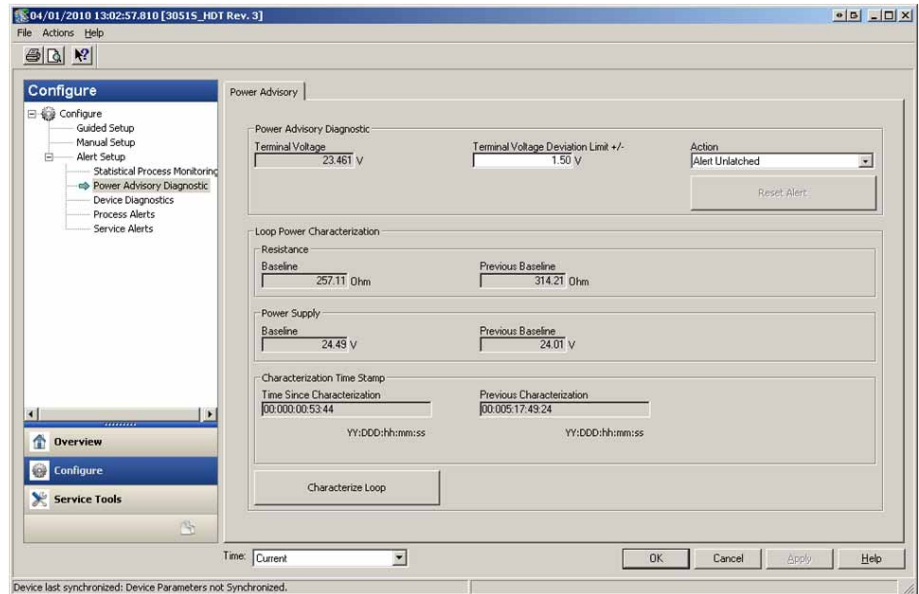 04/01/2010 13:02:57.810 [3051S_HDT Rev. 3]
File Actions Help
Configure
Configure
Guided Setup
Manual Setup
Alert Setup
Statistical Process Monitoring
Power Advisory Diagnostic
Device Diagnostics
Process Alerts
Service Alerts
Overview
Configure
Service Tools
Power Advisory
Power Advisory Diagnostic
Terminal Voltage Terminal Voltage Deviation Limit +/- Action
23.461 V 1.50 V Alert Unlatched
Reset Alert
Loop Power Characterization
Resistance
Baseline Previous Baseline
257.11 Ohm 314.21 Ohm
Power Supply
Baseline Previous Baseline
24.49 V 24.01 V
Characterization Time Stamp
Time Since Characterization Previous Characterization
00:000:00:53:44 00:005:17:49:24
YY:DDD:hh:mm:ss YY:DDD:hh:mm:ss
Characterize Loop
Time: Current OK Cancel Apply Help
Device last synchronized: Device Parameters not Synchronized.